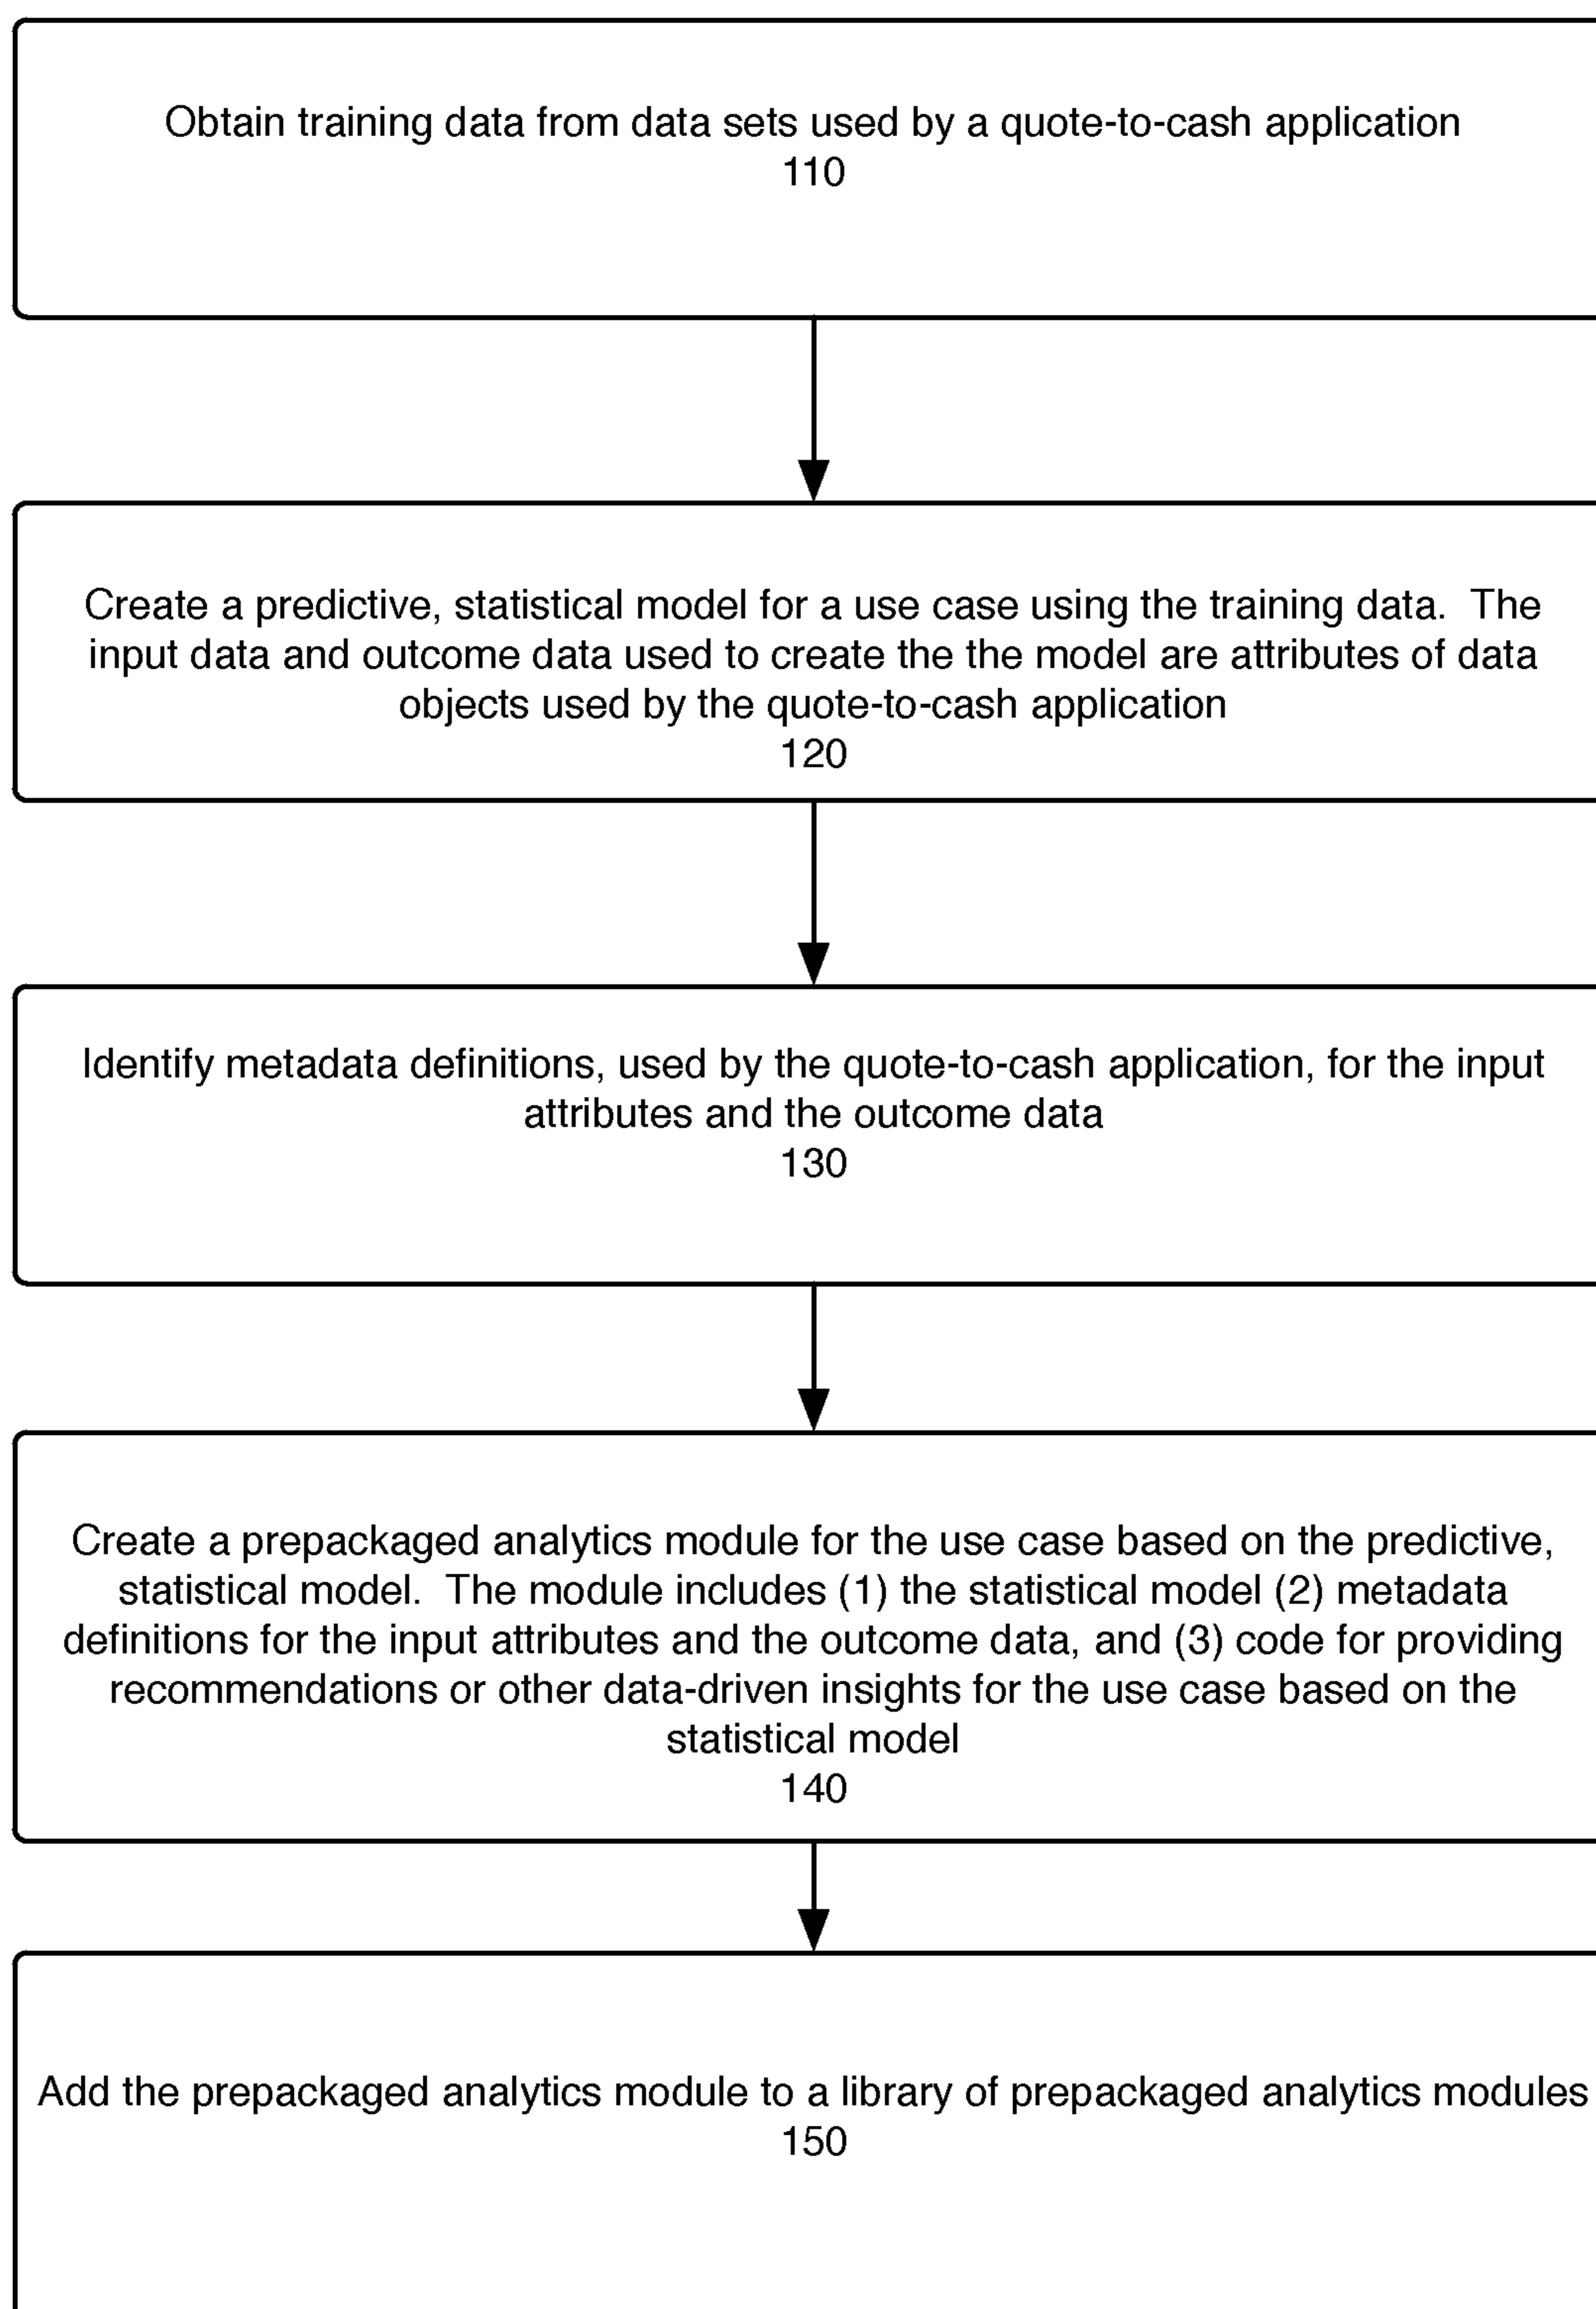 Obtain training data from data sets used by a quote-to-cash application
110
Create a predictive, statistical model for a use case using the training data.  The
input data and outcome data used to create the the model are attributes of data
objects used by the quote-to-cash application
120
Identify metadata definitions, used by the quote-to-cash application, for the input
attributes and the outcome data
130
Create a prepackaged analytics module for the use case based on the predictive,
statistical model.  The module includes (1) the statistical model (2) metadata
definitions for the input attributes and the outcome data, and (3) code for providing
recommendations or other data-driven insights for the use case based on the
statistical model
140
Add the prepackaged analytics module to a library of prepackaged analytics modules
150